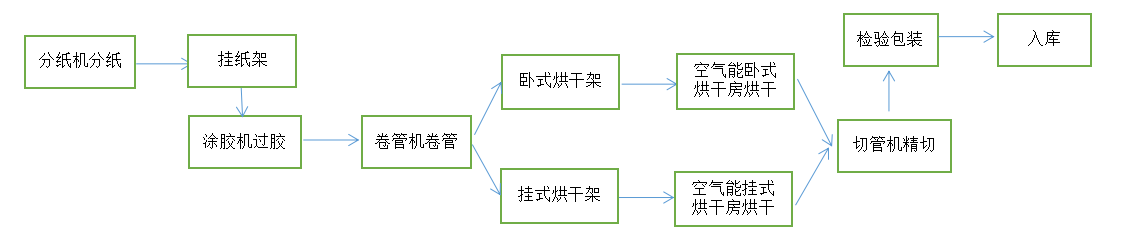 分纸机分纸
挂纸架
涂胶机过胶
卷管机卷管
卧式烘干架
空气能卧式
烘干房烘干
挂式烘干架
空气能挂式
烘干房烘干
切管机精切
检验包装
入库